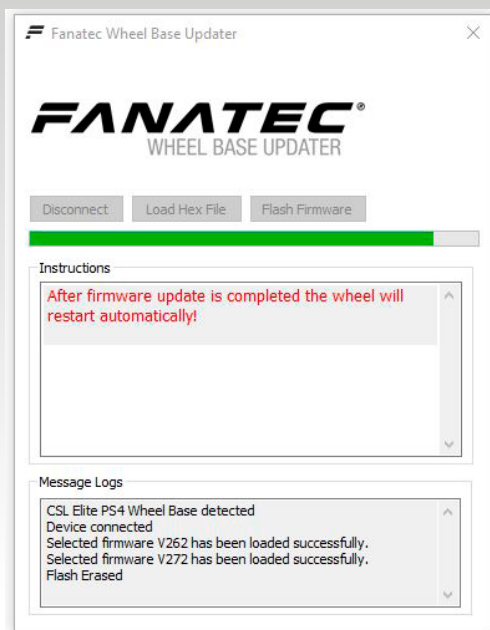 Fanatec Wheel Base Updater
FANATEC®
WHEEL BASE UPDATER
Disconnect Load Hex File Flash Firmware
Instructions
After firmware update is completed the wheel will
restart automatically!
Message Logs
CSL Elite PS4 Wheel Base detected
Device connected
Selected firmware V262 has been loaded successfully.
Selected firmware V272 has been loaded successfully.
Flash Erased